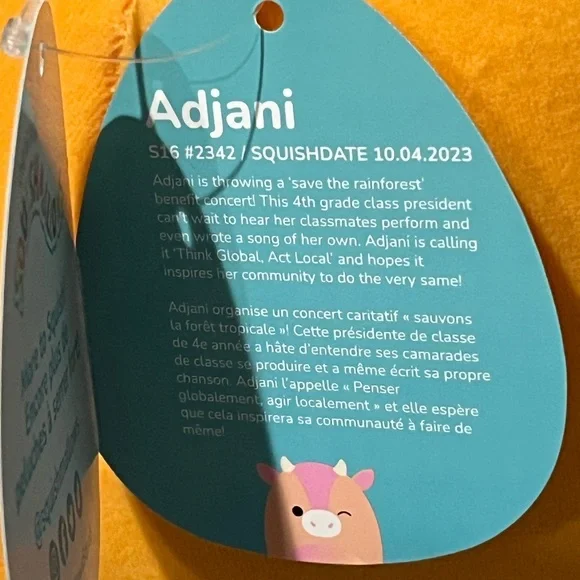 Adjani
S16 #2342 / SQUISHDATE 10.04.2023
Adjani is throwing a ‘save the rainforest’
benefit concert! This 4th grade class president
can't wait to hear her classmates perform and
even wrote a song of her own. Adjani is calling
it ‘Think Global, Act Local’ and hopes it
inspires her community to do the very same!
Adjani organise un concert caritatif « sauvons
la forêt tropicale »! Cette présidente de classe
de 4e année a hâte d'entendre ses camarades
de classe se produire et a même écrit sa propre
chanson. Adjani l'appelle « Penser
globalement, agir localement » et elle espère
que cela inspirera sa communauté à faire de
même!